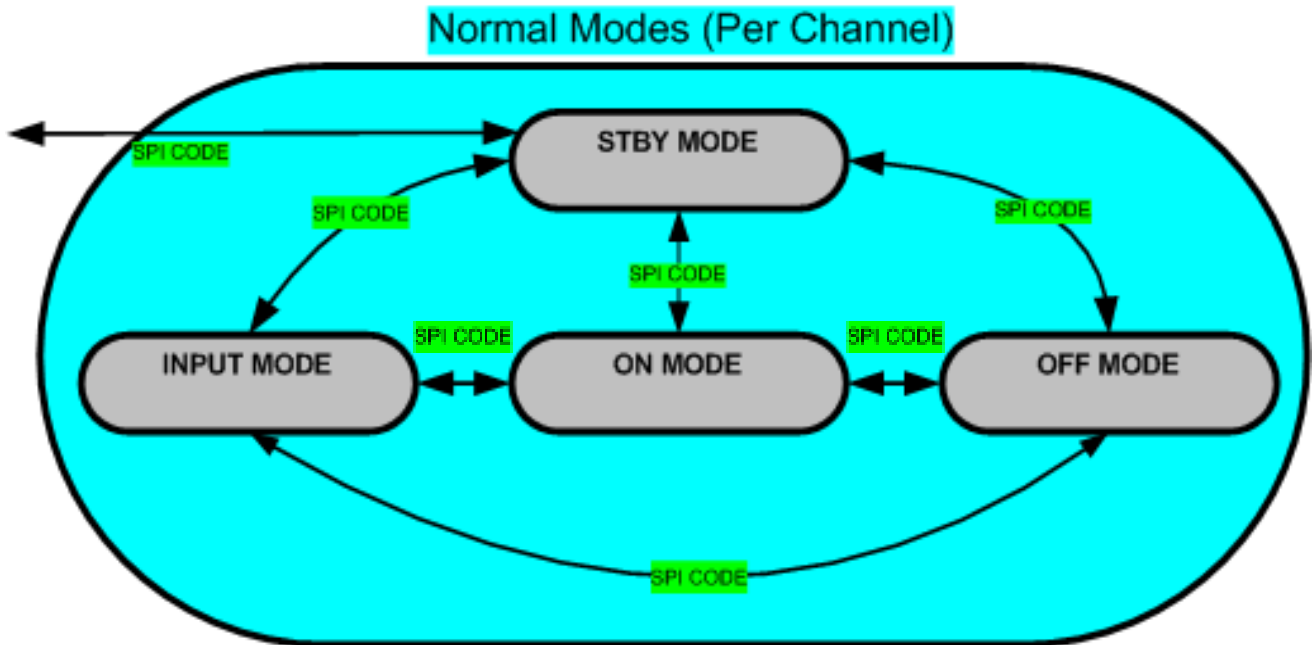 Normal Modes (Per Channel)
STBY MODE
SPI CODE
SPI CODE
SPI CODE
SPI CODE
SPI CODE
SPI CODE
INPUT MODE
ON MODE
OFF MODE
SPI CODE